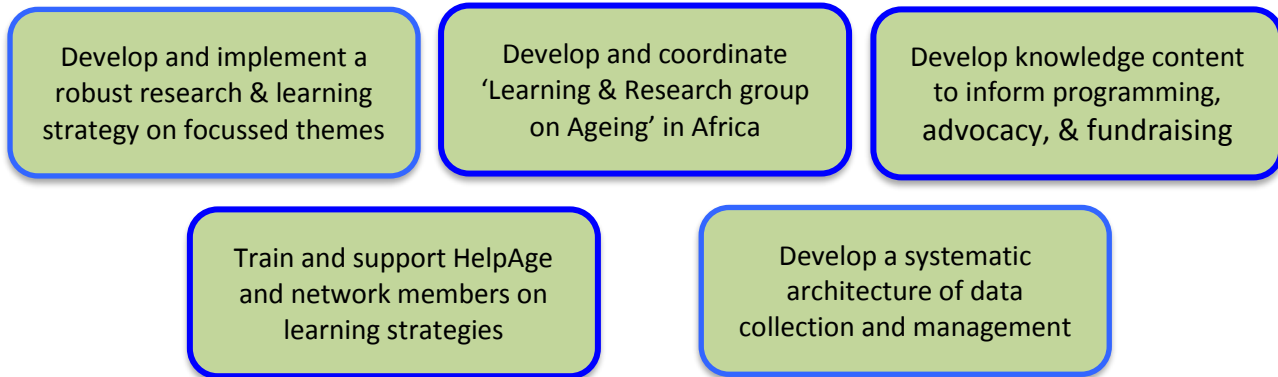 Develop and implement a
robust research & learning
strategy on focussed themes
Develop and coordinate
‘Learning & Research group
on Ageing’ in Africa
Develop knowledge content
to inform programming,
advocacy, & fundraising
Train and support HelpAge
and network members on
learning strategies
Develop a systematic
architecture of data
collection and management